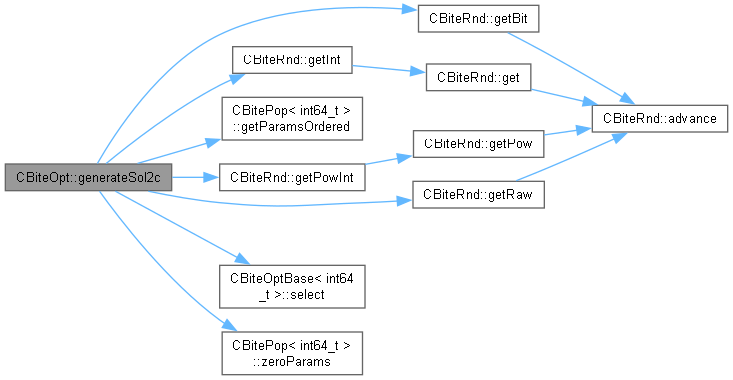 CBiteOpt::generateSol2c
CBiteRnd::getBit
CBiteRnd::getInt
CBiteRnd::get
CBitePop< int64_t >
::getParamsOrdered
CBiteRnd::getPowInt
CBiteRnd::getPow
CBiteRnd::getRaw
CBiteRnd::advance
CBiteOptBase< int64
_t >::select
CBitePop< int64_t >
::zeroParams